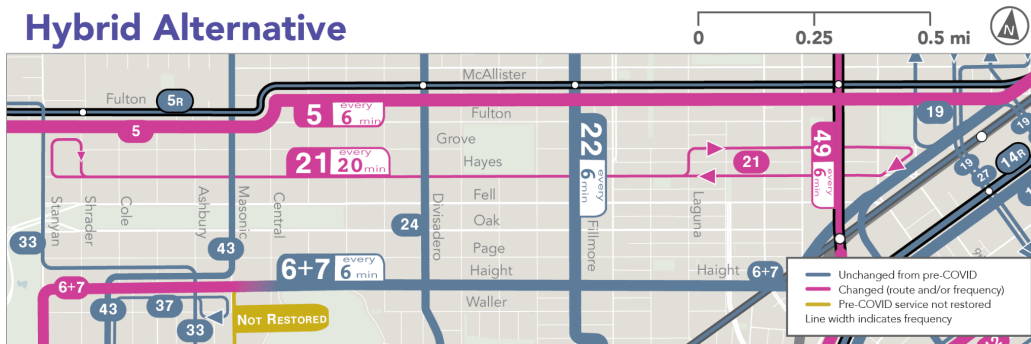 Hybrid Alternative
0
0.25
0.5 mi
N
McAllister
Fulton
5R
5
every
6 min
Fulton
5
19
22
every
6 min
49
every
6 min
Grove
Hayes
21
20
every
min
21
19
14R
19
27
Fell
Oak
Page
Haight
Waller
Stanyan
Shrader
Cole
Ashbury
Masonic
Central
Divisadero
Fillmore
Laguna
33
43
24
6+7
every
6 min
Haight
6+7
6+7
43
37
33
NOT RESTORED
Unchanged from pre-COVID
Changed (route and/or frequency)
Pre-COVID service not restored
Line width indicates frequency